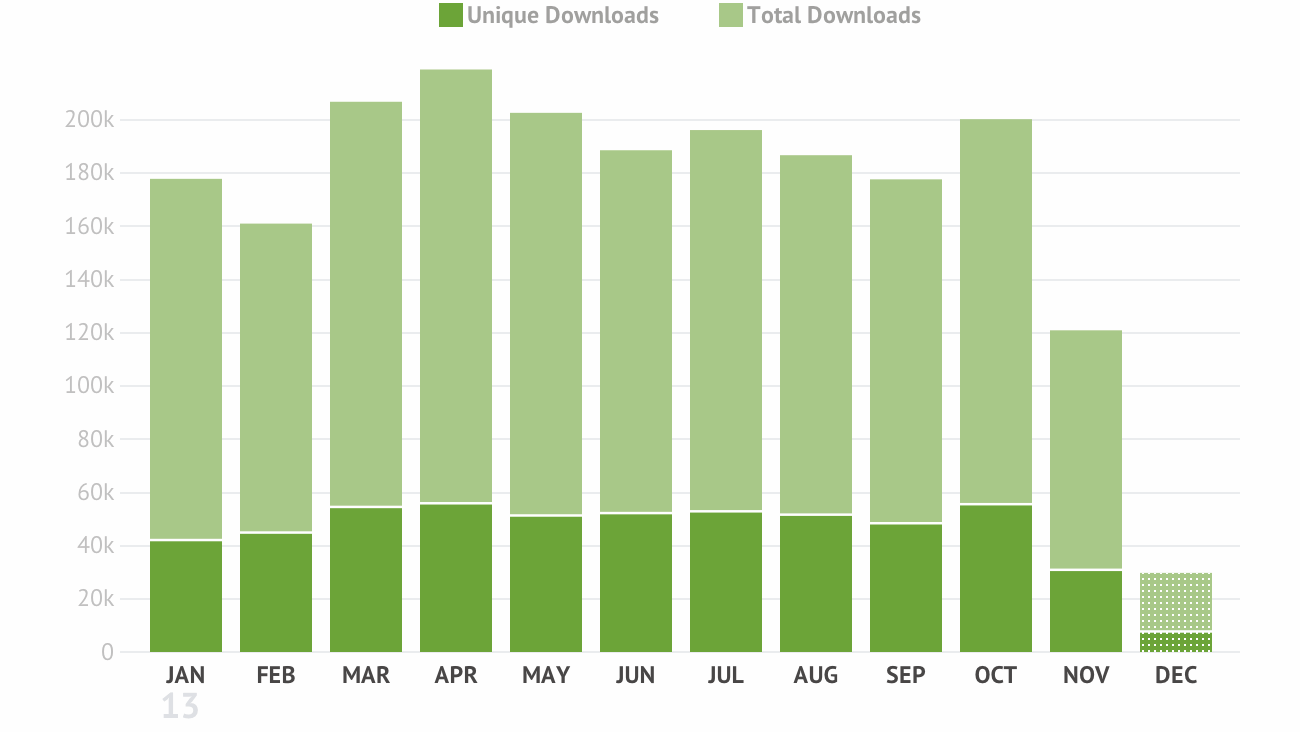 Unique Downloads Total Downloads
200k
180k
160k
140k
120k
100k
80k
60k
40k
20k
0
JAN FEB MAR APR MAY JUN JUL AUG SEP OCT NOV DEC
13